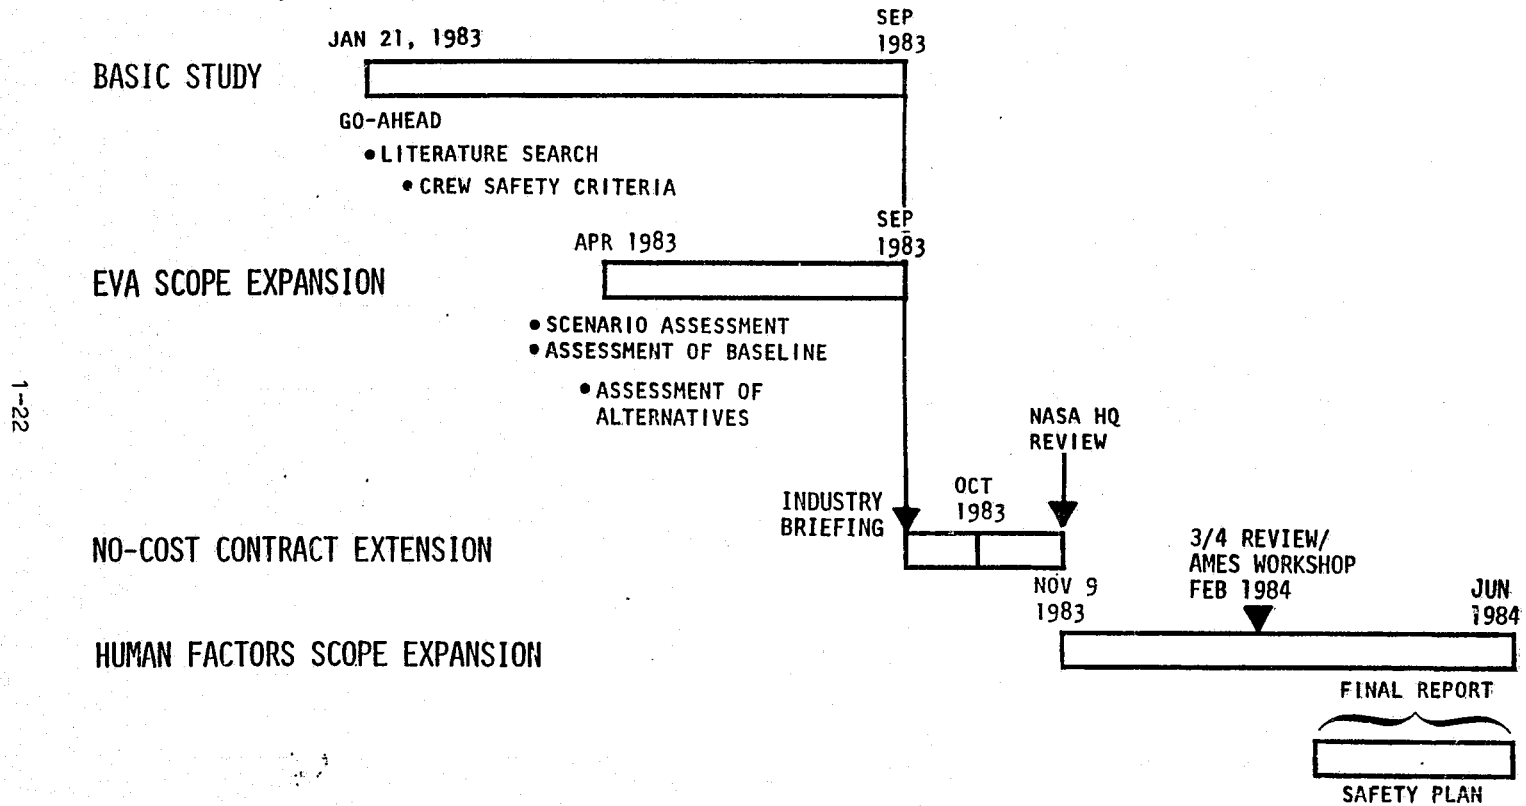 SEP
JAN 21, 1983
1983
BASIC STUDY
GO-AHEAD
• LITERATURE SEARCH
• CREW SAFETY CRITERIA
SEP
APR 1983
1983
EVA SCOPE EXPANSION
• SCENARIO ASSESSMENT
• ASSESSMENT OF BASELINE
• ASSESSMENT OF
ALTERNATIVES
1-22
NASA HQ
REVIEW
INDUSTRY
BRIEFING
OCT
1983
NO-COST CONTRACT EXTENSION
NOV 9
1983
3/4 REVIEW/
AMES WORKSHOP
FEB 1984
JUN
1984
HUMAN FACTORS SCOPE EXPANSION
FINAL REPORT
SAFETY PLAN